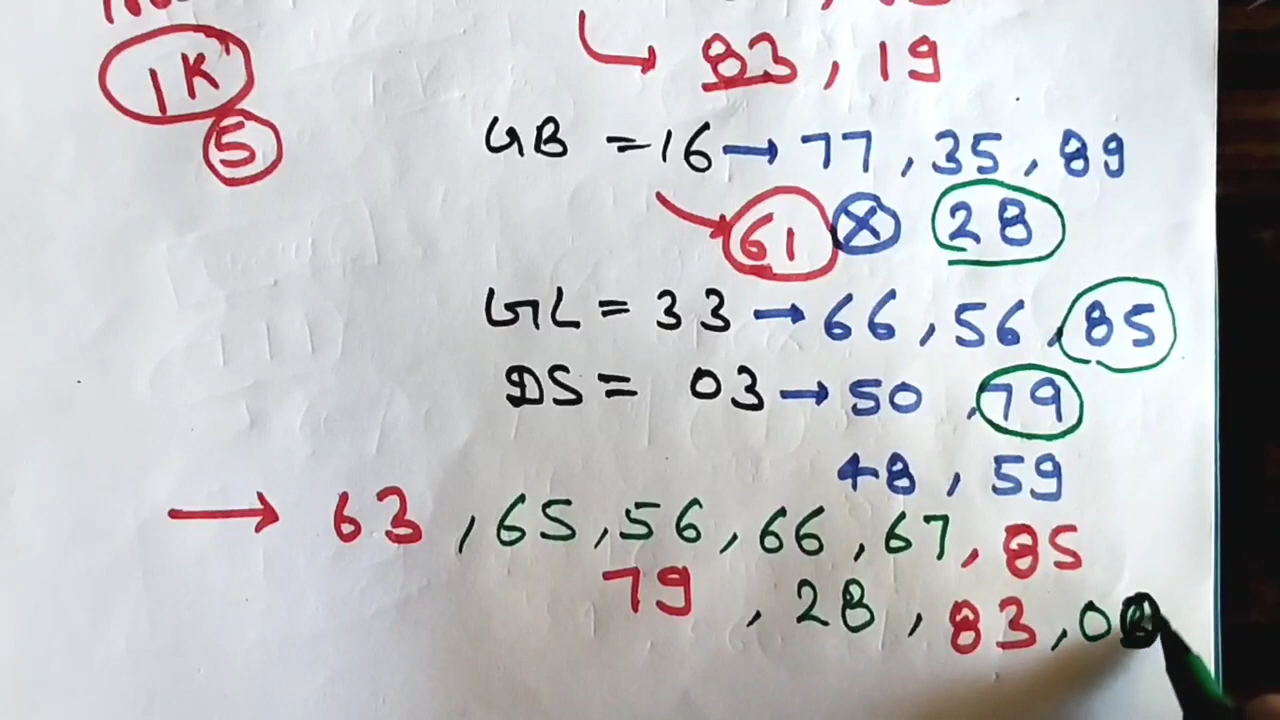 83, 19
1K
5
GB = 16 → 77, 35, 89
→ 61 X 28
GL = 33 → 66, 56, 85
DS = 03 → 50, 79
48, 59
→ 63, 65, 56, 66, 67, 85
79, 28, 83, 0